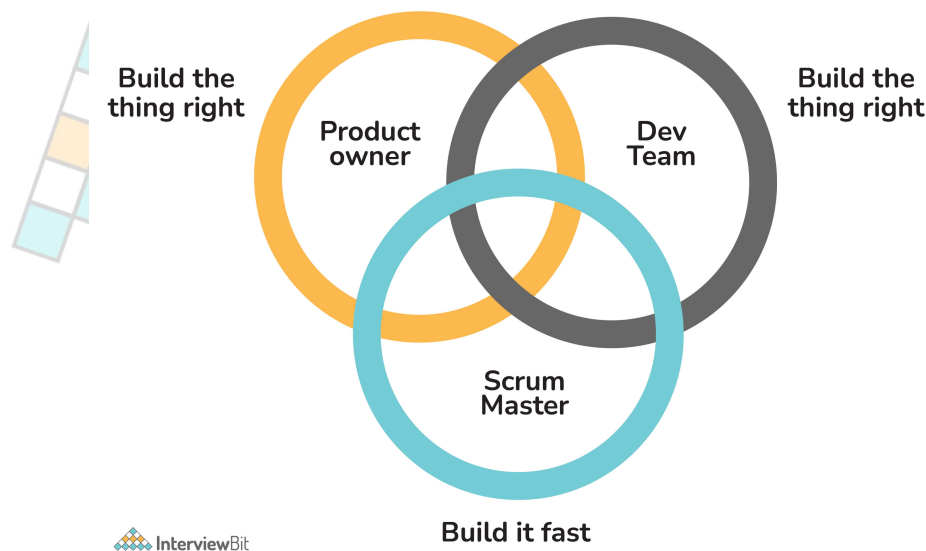 Build the
thing right
Product
owner
Dev
Team
Build the
thing right
Scrum
Master
Build it fast
InterviewBit